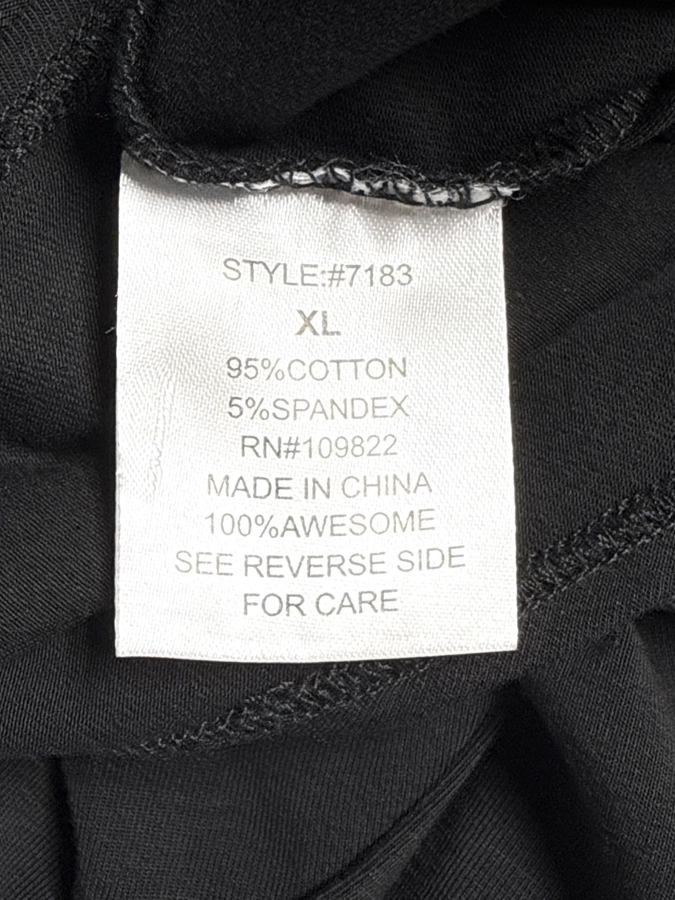 STYLE:#7183
XL
95%COTTON
5%SPANDEX
RN#109822
MADE IN CHINA
100%AWESOME
SEE REVERSE SIDE
FOR CARE